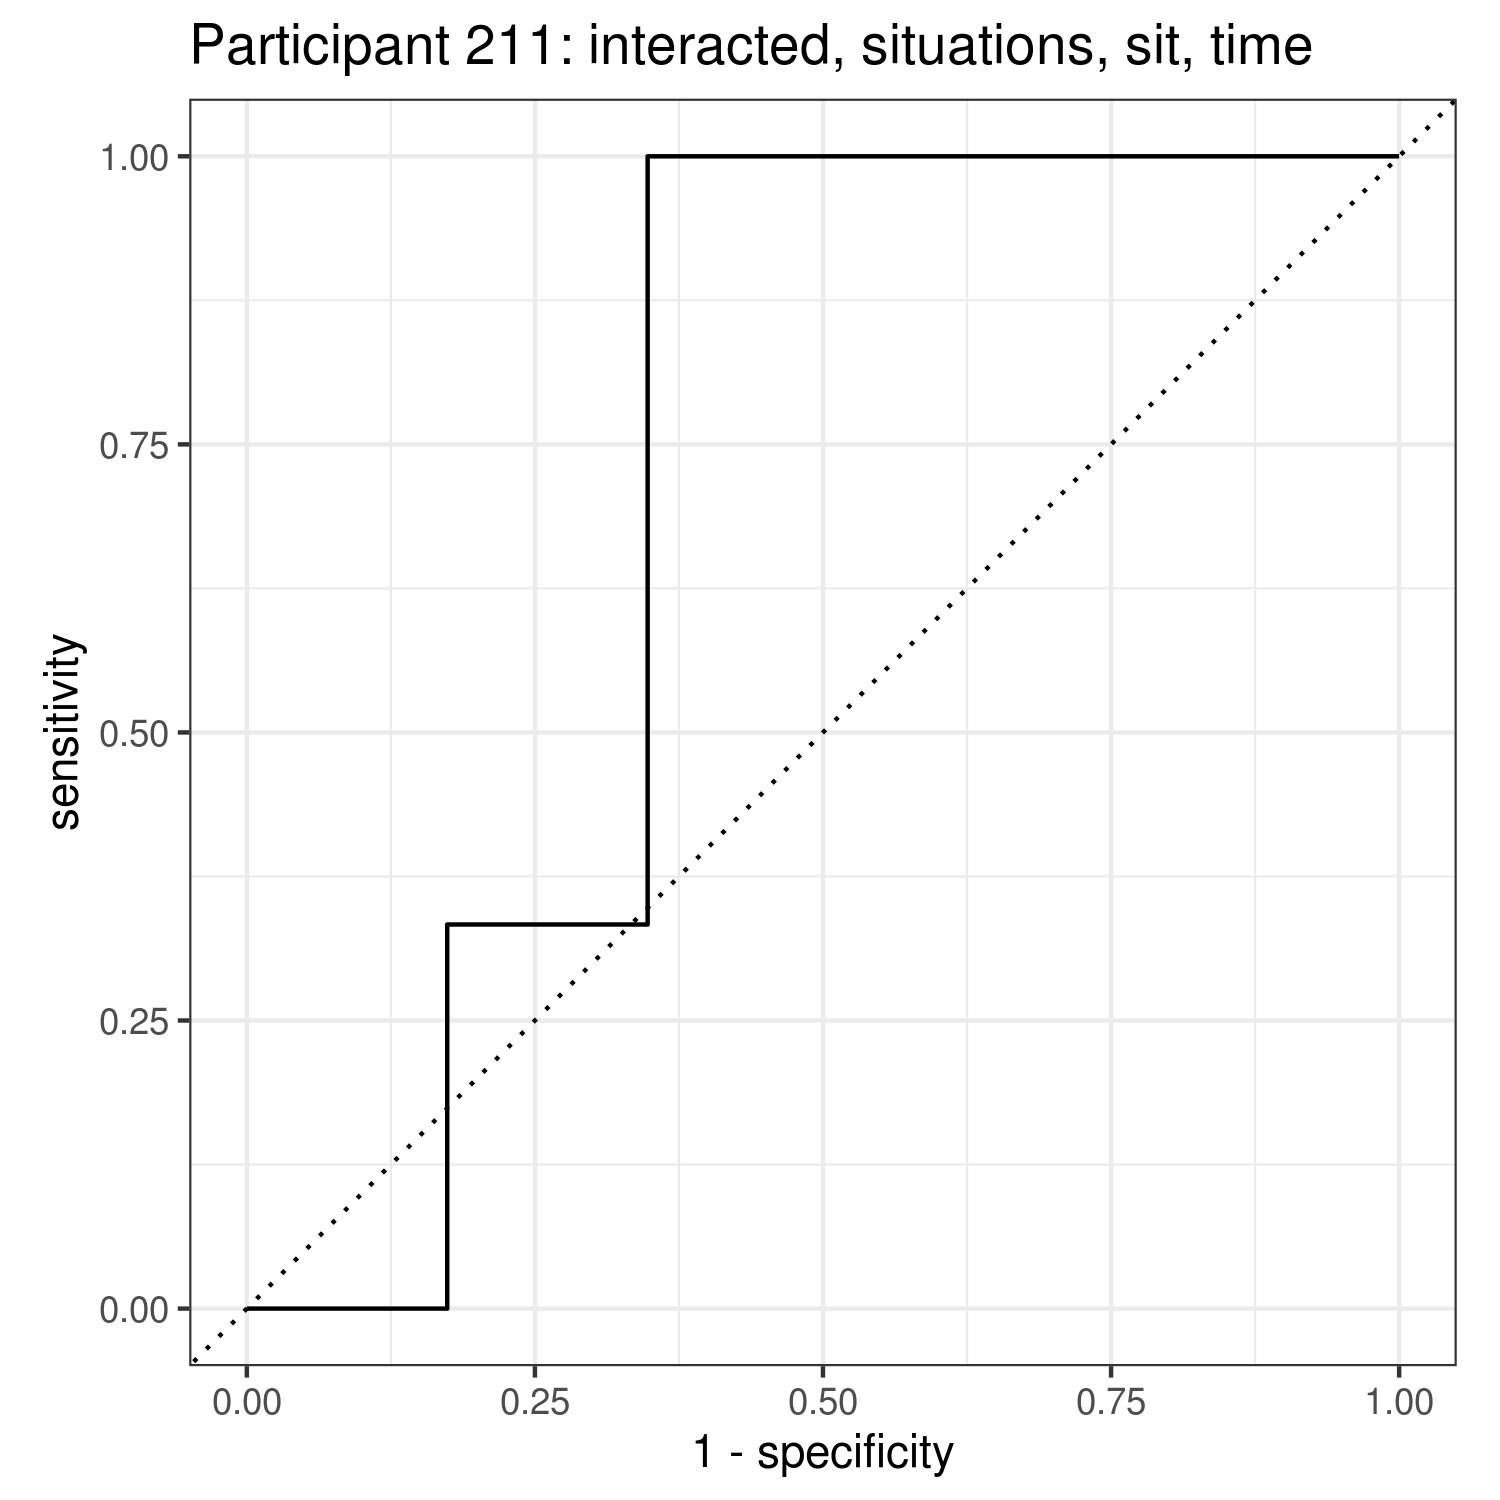 Participant 211: interacted, situations, sit, time
1.00
0.75
0.50
0.25
0.00
sensitivity
0.00 0.25 0.50 0.75 1.00
1 - specificity